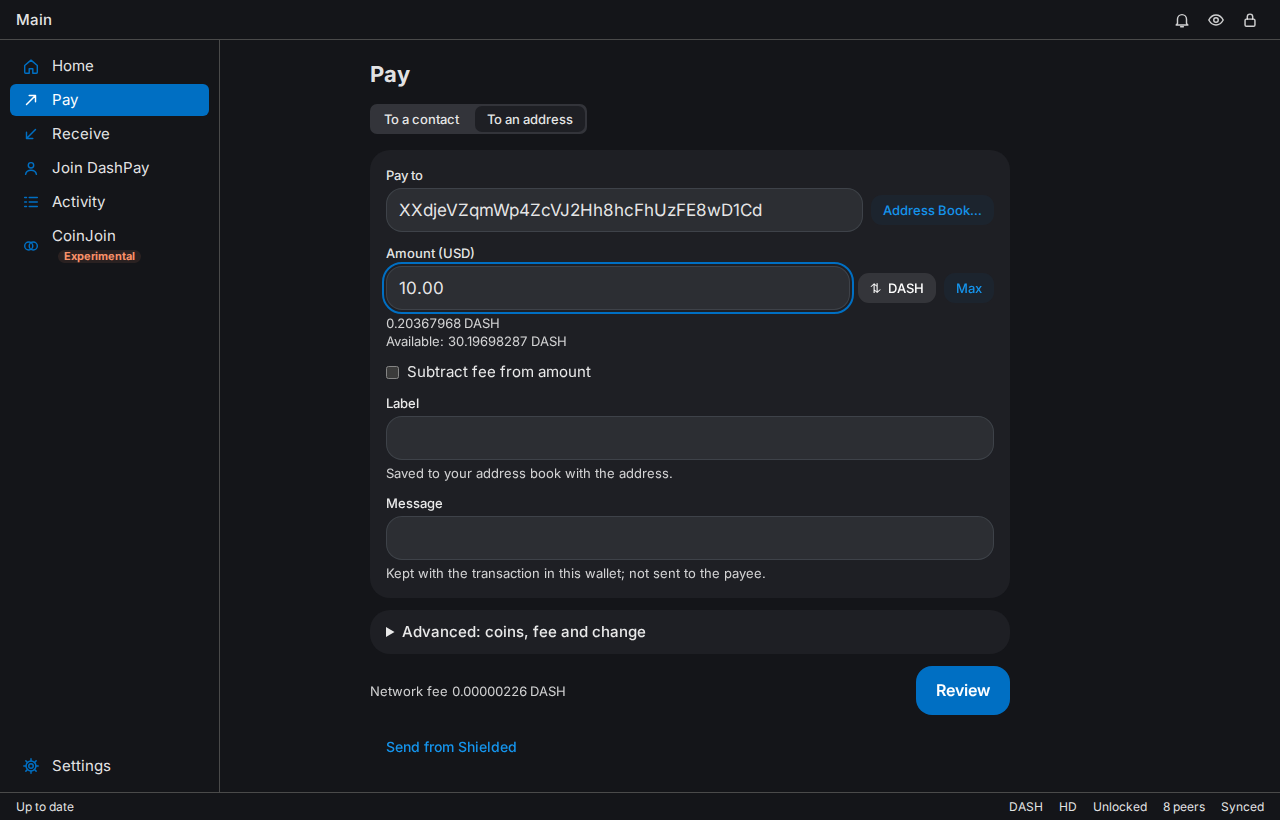 Main
Home
Pay
Receive
Join DashPay
Activity
CoinJoin
Experimental
Settings
Pay
To a contact
To an address
Pay to
XXdjeVZqmWp4ZcVJ2Hh8hcFhUzFE8wD1Cd
Address Book...
Amount (USD)
10.00
⇅ DASH
Max
0.20367968 DASH
Available: 30.19698287 DASH
Subtract fee from amount
Label
Saved to your address book with the address.
Message
Kept with the transaction in this wallet; not sent to the payee.
Advanced: coins, fee and change
Network fee 0.00000226 DASH
Review
Send from Shielded
Up to date
DASH
HD
Unlocked
8 peers
Synced